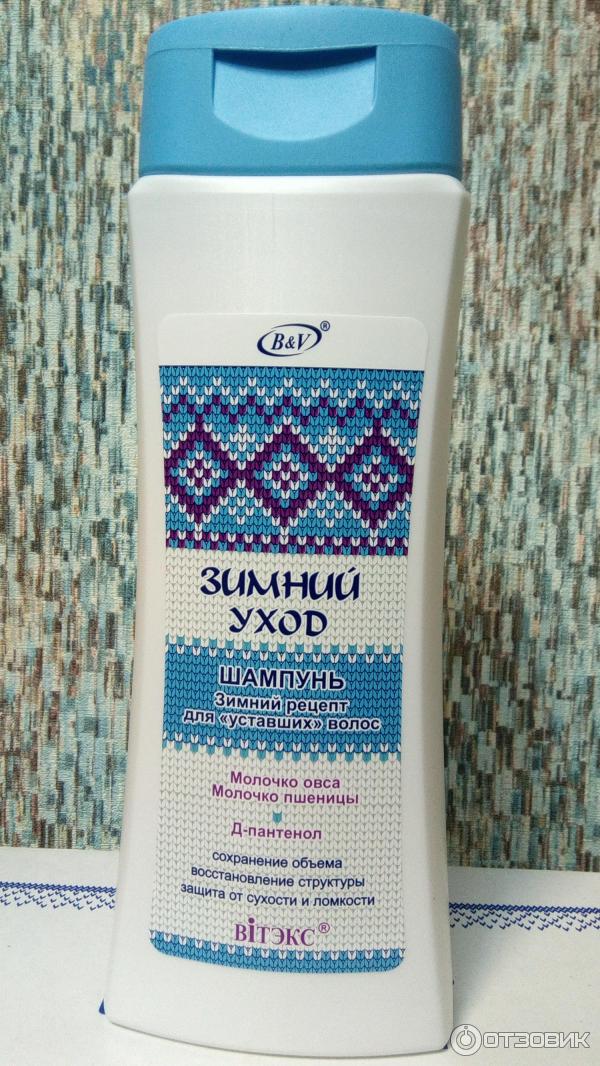 B&V®
ЗИМНИЙ
УХОД
ШАМПУНЬ
Зимний рецепт
для «уставших» волос
Молочко овса
Молочко пшеницы
Д-пантенол
сохранение объема
восстановление структуры
защита от сухости и ломкости
ВІТЭКС®
ОТЗОВИК